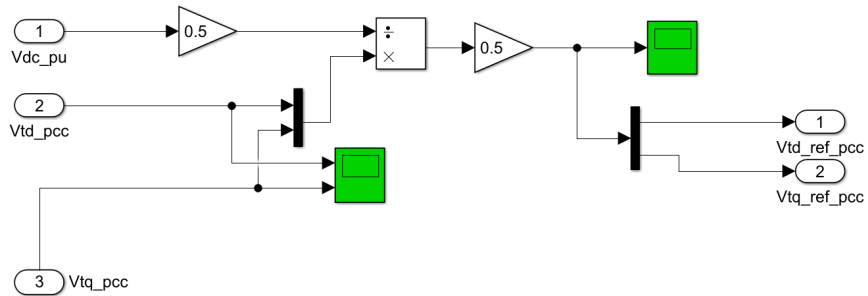 1
Vdc_pu
0.5
÷
×
0.5
2
Vtd_pcc
1
Vtd_ref_pcc
2
Vtq_ref_pcc
3
Vtq_pcc